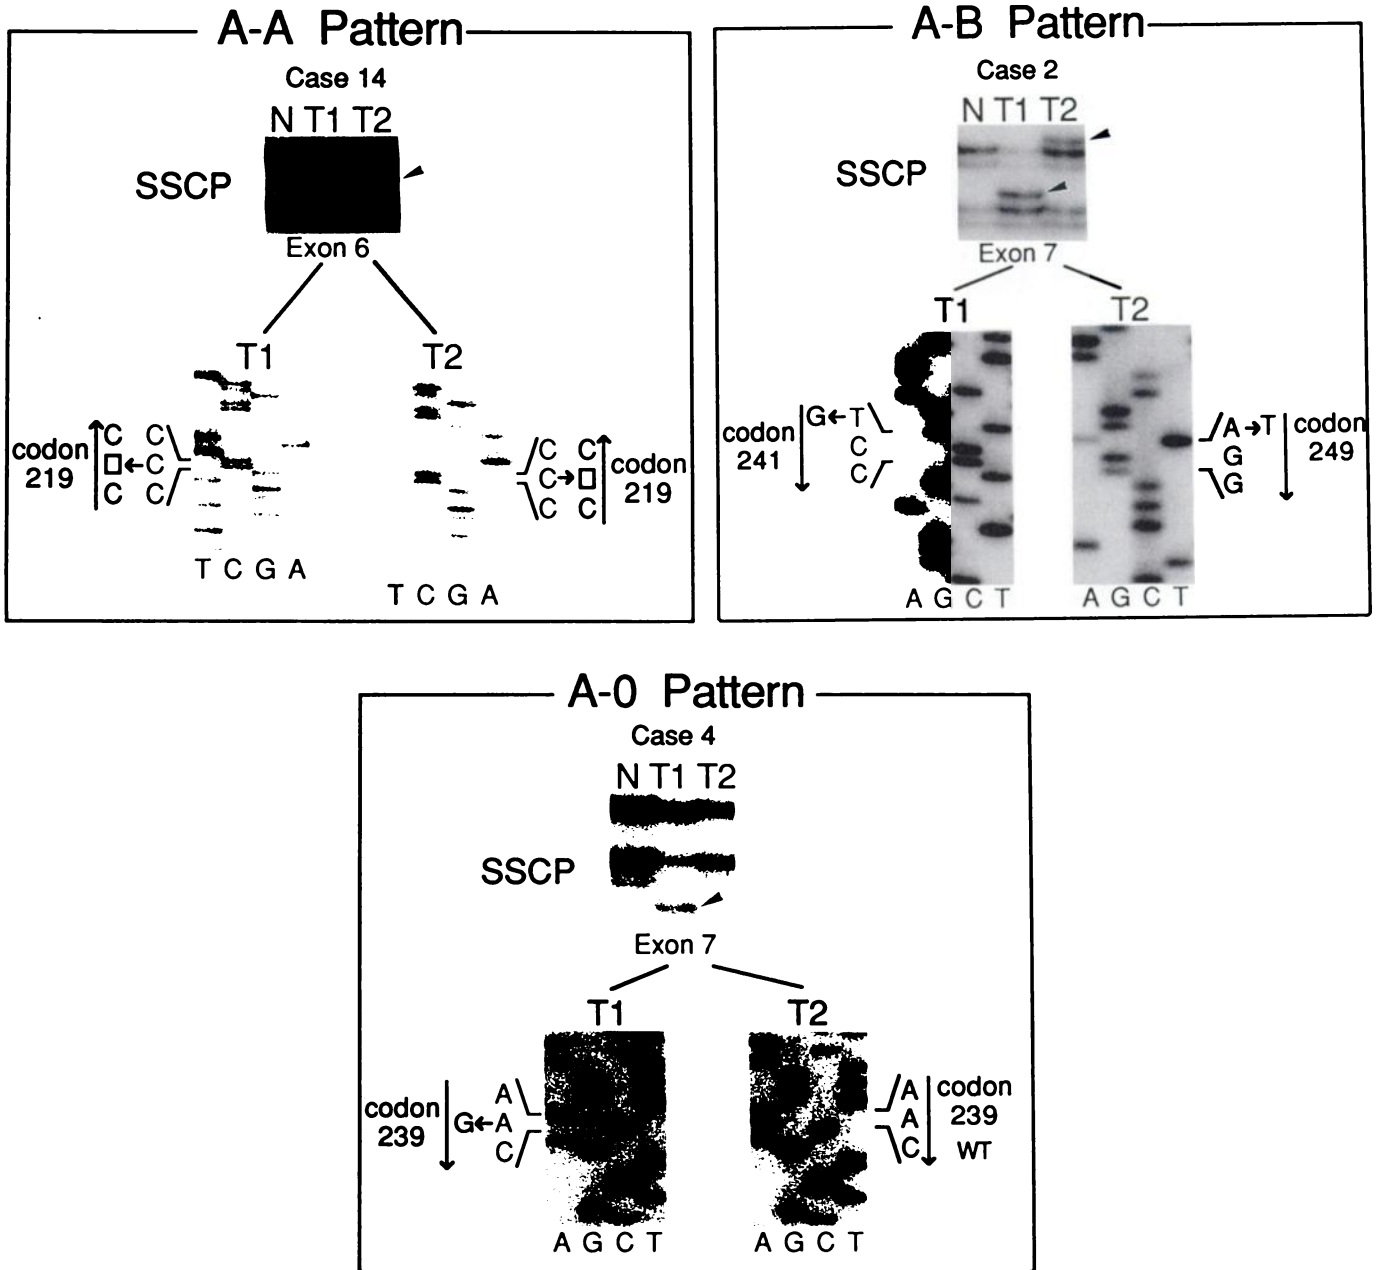 A-A Pattern
Case 14
N T1 T2
SSCP
Exon 6
T1 T2
codon 219
C C
□←C
C C
C C
C→□
C C
codon 219
T C G A
T C G A
A-B Pattern
Case 2
N T1 T2
SSCP
Exon 7
T1 T2
codon 241
G←T
C
C
A→T
G
G
codon 249
A G C T
A G C T
A-0 Pattern
Case 4
N T1 T2
SSCP
Exon 7
T1 T2
codon 239
A
G←A
C
A
A
C
codon 239 WT
A G C T
A G C T